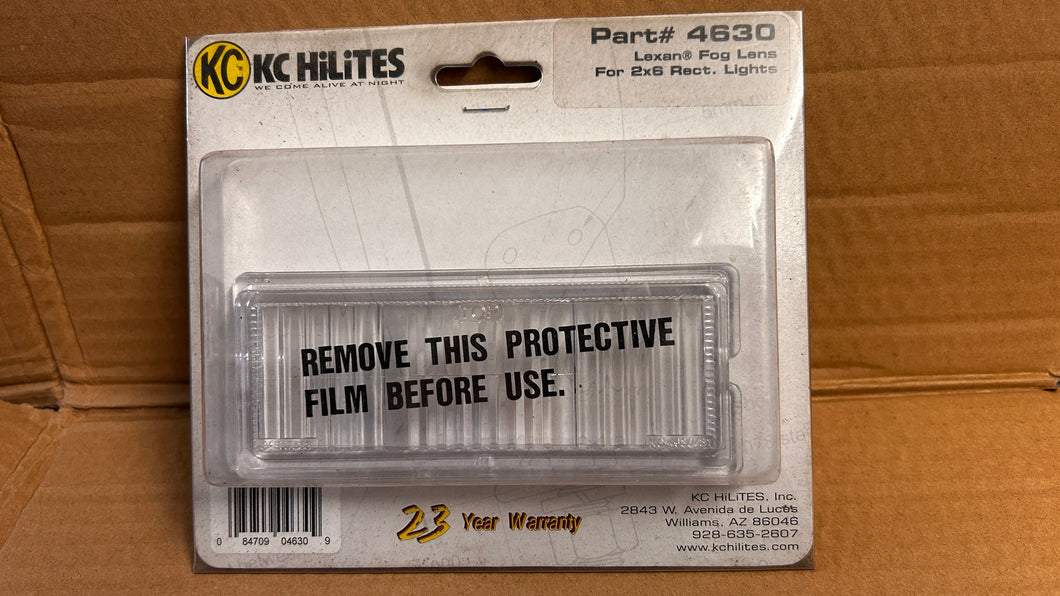 KC KC HiLiTES
WE COME ALIVE AT NIGHT
Part# 4630
Lexan® Fog Lens
For 2x6 Rect. Lights
REMOVE THIS PROTECTIVE
FILM BEFORE USE.
0 84709 04630 9
23 Year Warranty
KC HiLiTES, Inc.
2843 W. Avenida de Luces
Williams, AZ 86046
928-635-2607
www.kchilites.com